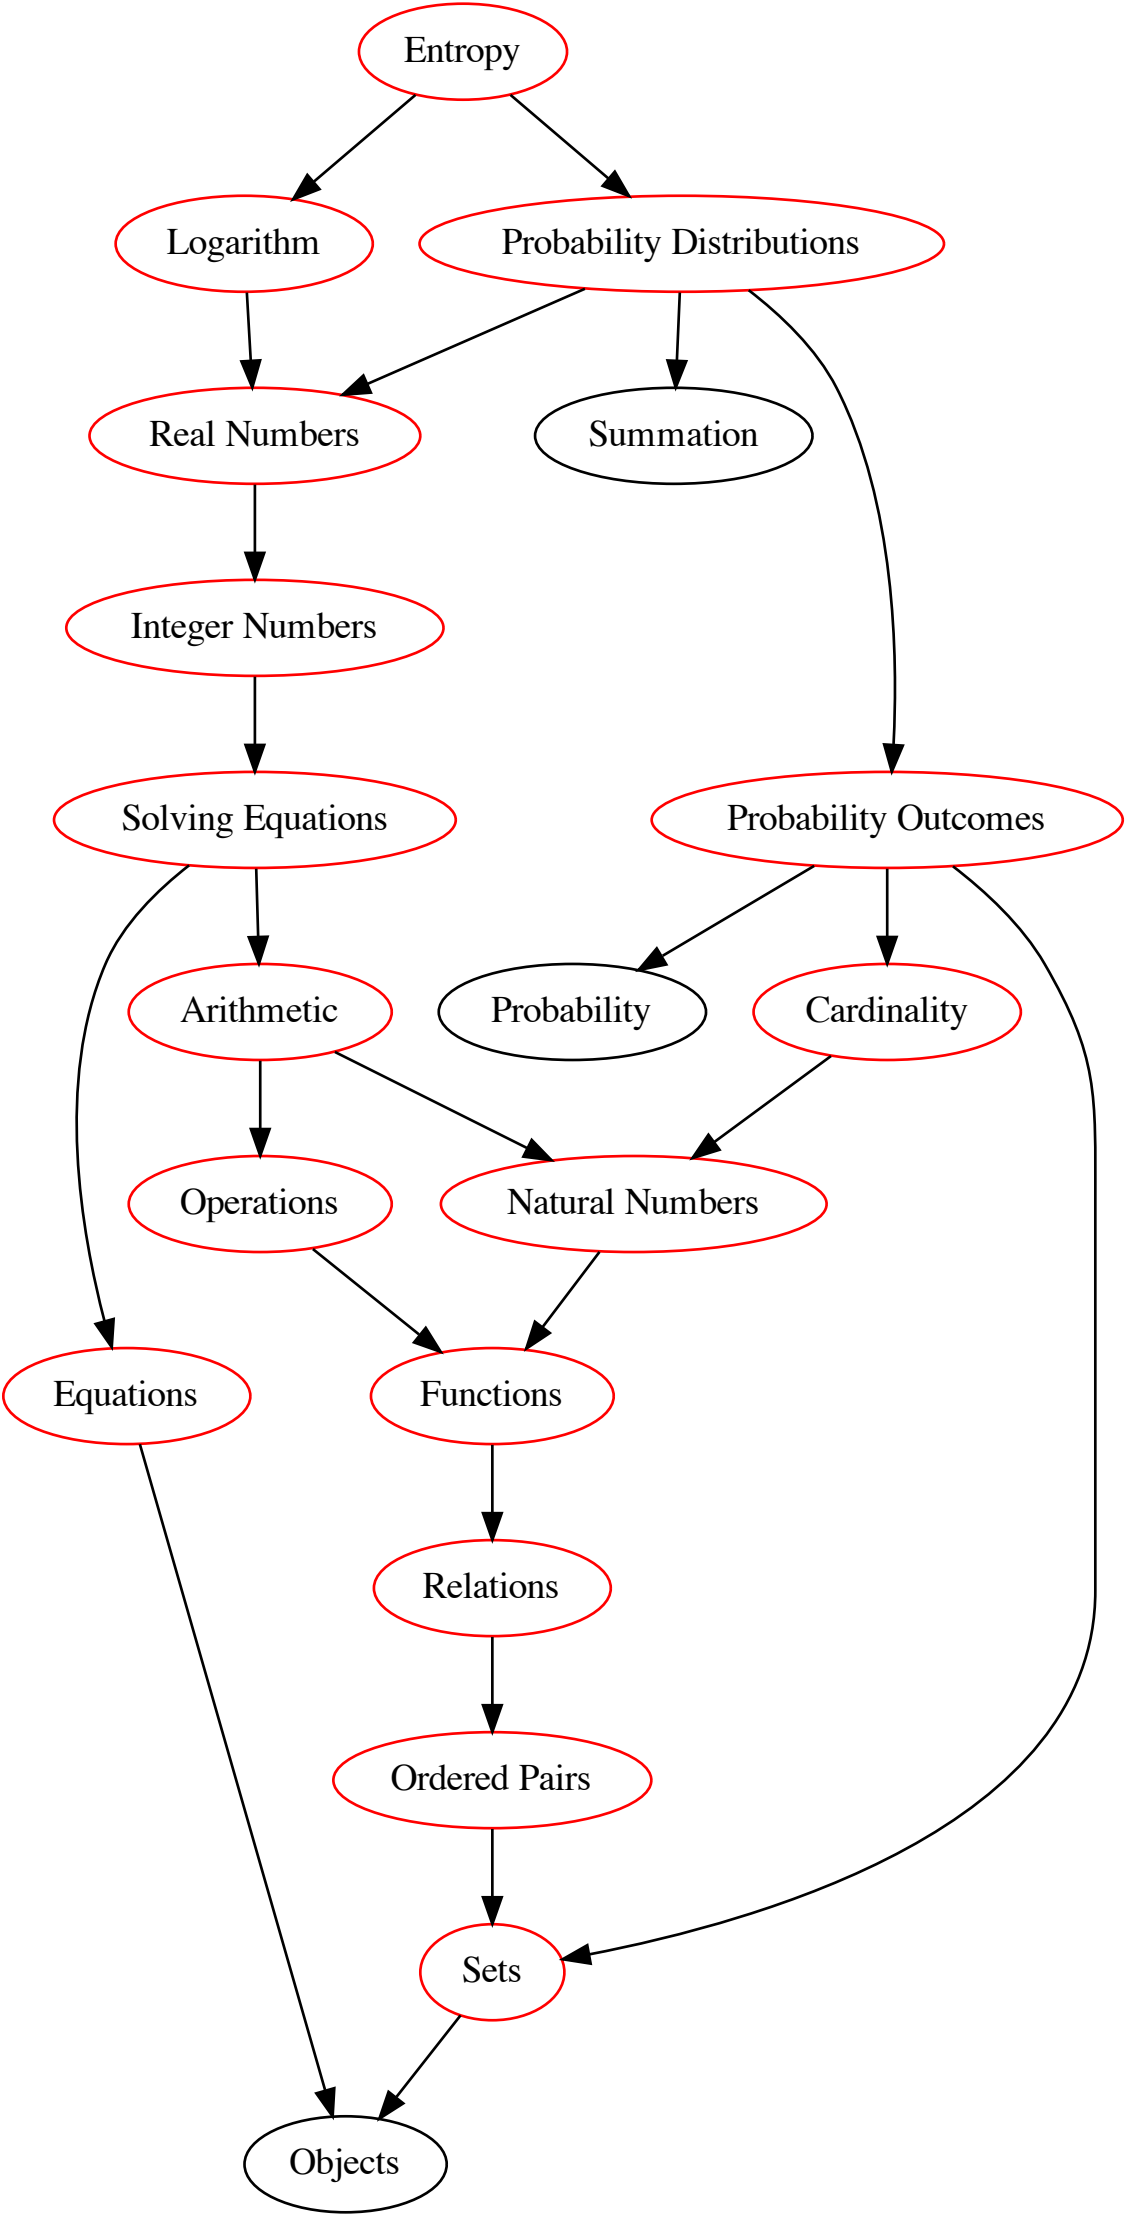 Entropy
Logarithm
Probability Distributions
Real Numbers
Summation
Integer Numbers
Solving Equations
Probability Outcomes
Arithmetic
Probability
Cardinality
Operations
Natural Numbers
Equations
Functions
Relations
Ordered Pairs
Sets
Objects